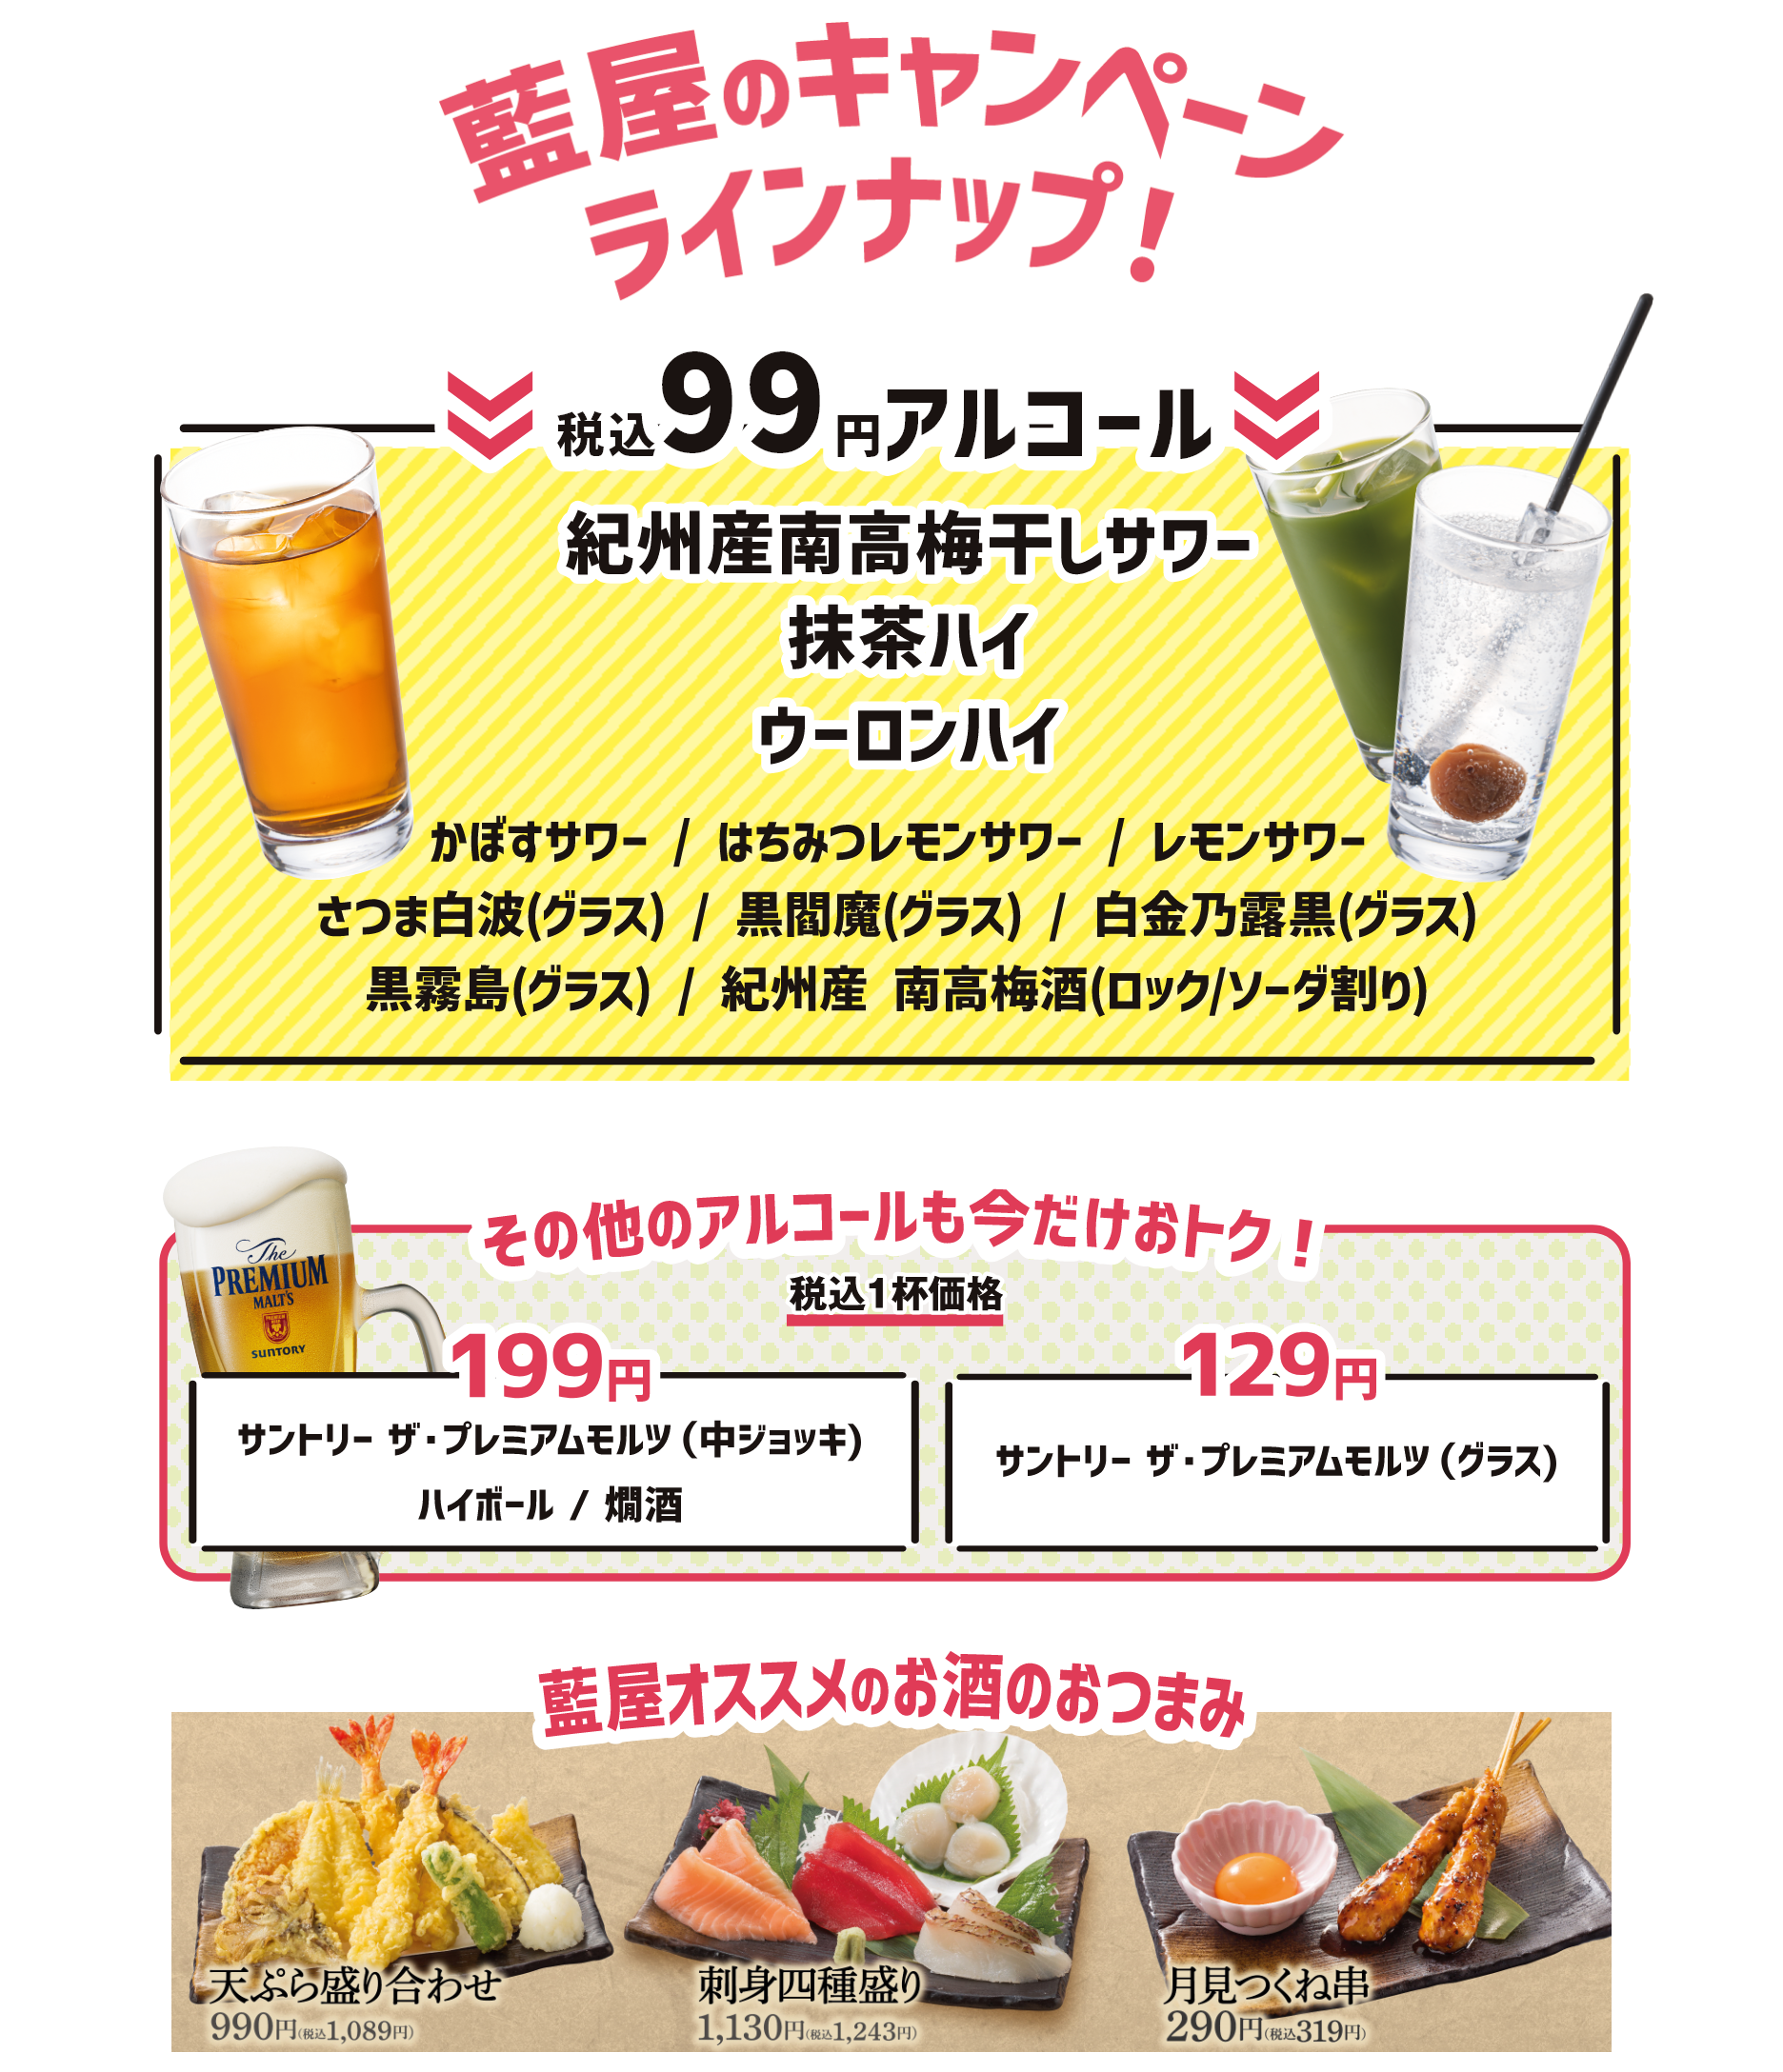 藍屋のキャンペーン
ラインナップ！
税込99円アルコール
紀州産南高梅干しサワー
抹茶ハイ
ウーロンハイ
かぼすサワー / はちみつレモンサワー / レモンサワー
さつま白波(グラス) / 黒閻魔(グラス) / 白金乃露黒(グラス)
黒霧島(グラス) / 紀州産 南高梅酒(ロック/ソーダ割り)
その他のアルコールも今だけおトク！
税込1杯価格
The
PREMIUM
MALT'S
SUNTORY
199円
サントリー ザ・プレミアムモルツ（中ジョッキ）
ハイボール / 燗酒
129円
サントリー ザ・プレミアムモルツ（グラス）
藍屋オススメのお酒のおつまみ
天ぷら盛り合わせ
990円(税込1,089円)
刺身四種盛り
1,130円(税込1,243円)
月見つくね串
290円(税込319円)